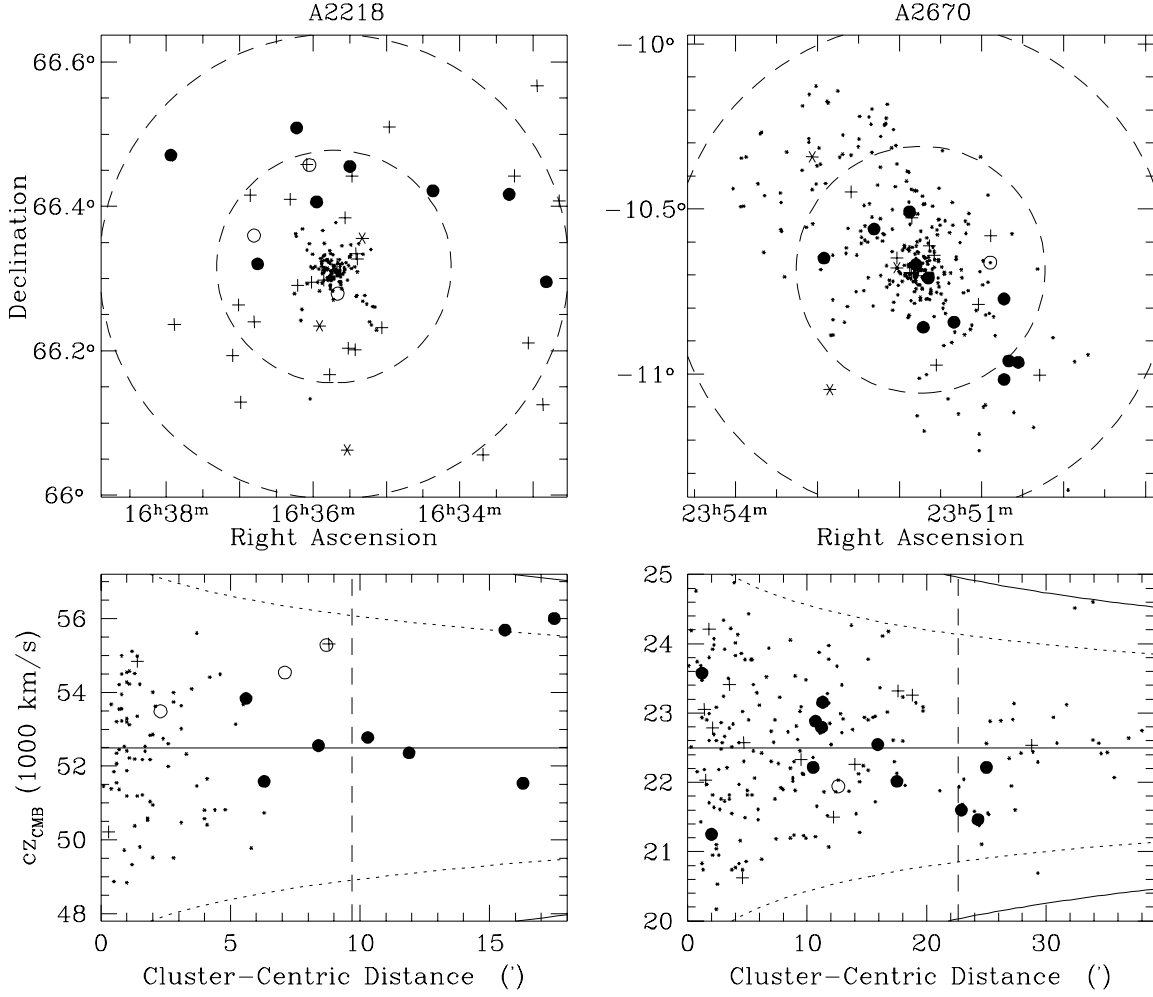 A2218
A2670
66.6°
66.4°
66.2°
66°
Declination
16ʰ38ᵐ
16ʰ36ᵐ
16ʰ34ᵐ
Right Ascension
−10°
−10.5°
−11°
23ʰ54ᵐ
23ʰ51ᵐ
Right Ascension
56
54
52
50
48
cz_CMB (1000 km/s)
0
5
10
15
Cluster−Centric Distance (′)
25
24
23
22
21
20
0
10
20
30
Cluster−Centric Distance (′)